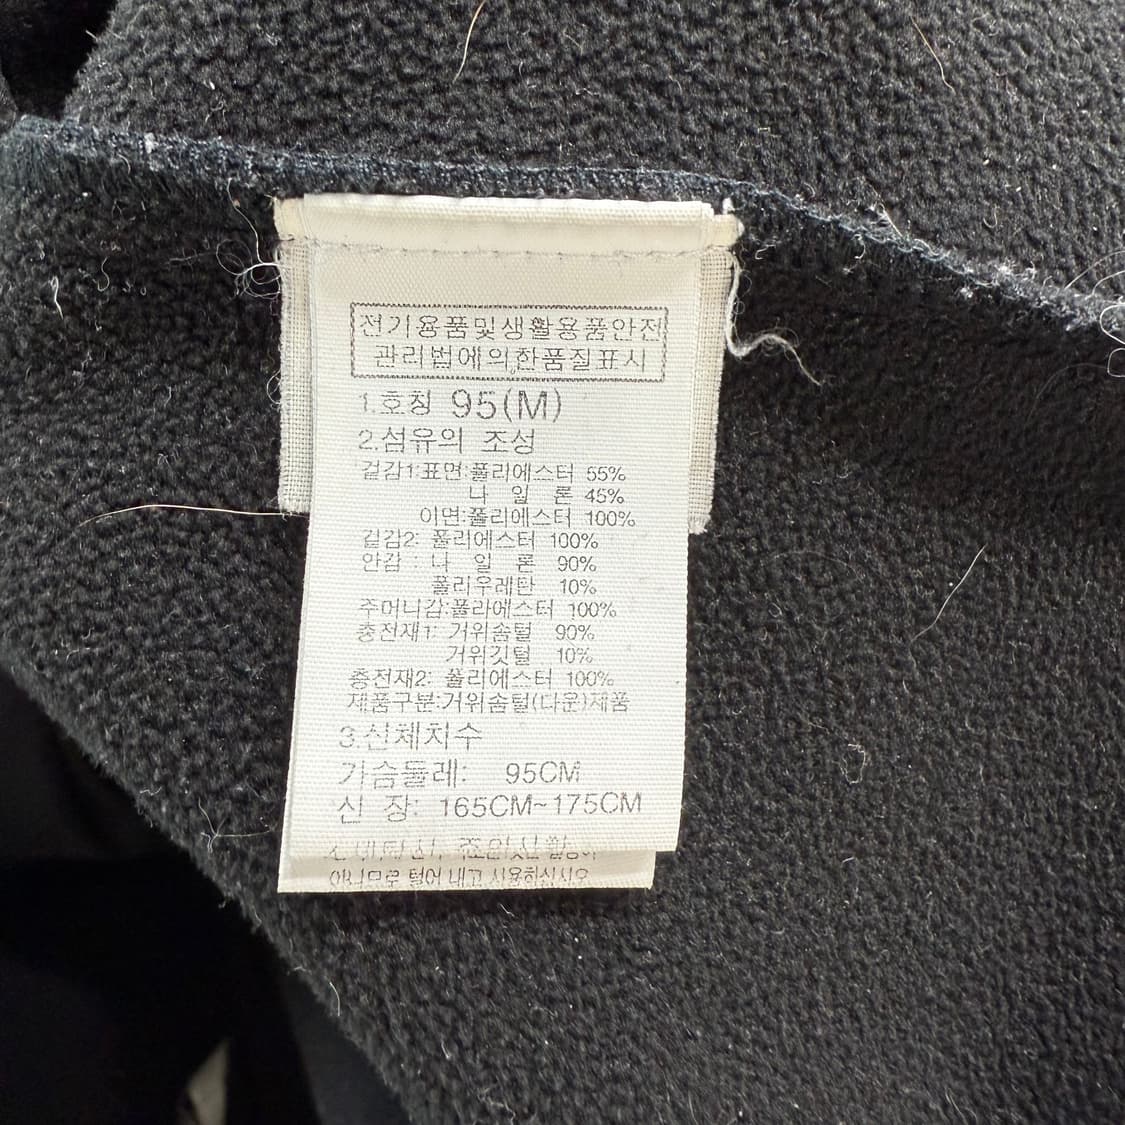 전기용품및생활용품안전
관리법에의한품질표시
1.호칭 95(M)
2.섬유의 조성
겉감1:표면:폴리에스터 55%
나 일 론 45%
이면:폴리에스터 100%
겉감2: 폴리에스터 100%
안감 : 나 일 론 90%
폴리우레탄 10%
주머니감:폴리에스터 100%
충전재1: 거위솜털 90%
거위깃털 10%
충전재2: 폴리에스터 100%
제품구분:거위솜털(다운)제품
3.신체치수
가슴둘레: 95CM
신 장: 165CM~175CM
아니므로 털어 내고 사용하십시오